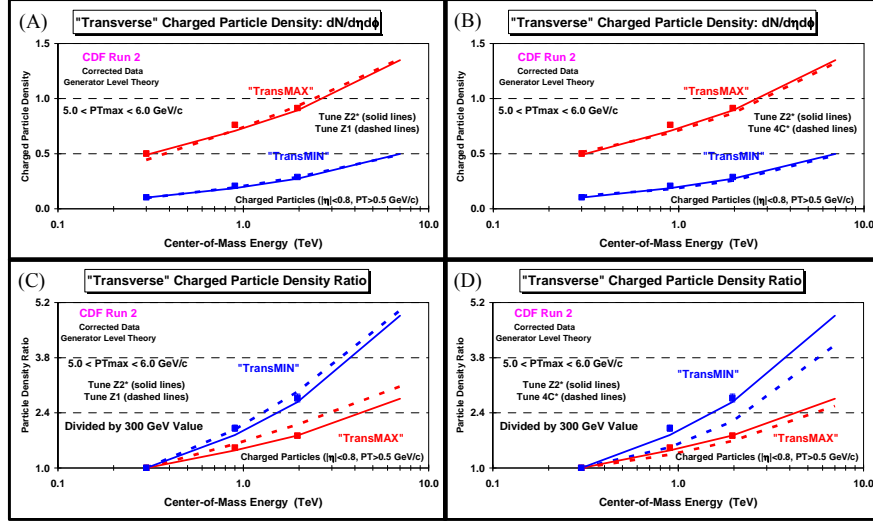 (A)
"Transverse" Charged Particle Density: dN/dηdφ
CDF Run 2
Corrected Data
Generator Level Theory
5.0 < PTmax < 6.0 GeV/c
"TransMAX"
Tune Z2* (solid lines)
Tune Z1 (dashed lines)
"TransMIN"
Charged Particles (|η|<0.8, PT>0.5 GeV/c)
Charged Particle Density
1.5
1.0
0.5
0.0
0.1
1.0
10.0
Center-of-Mass Energy (TeV)
(B)
"Transverse" Charged Particle Density: dN/dηdφ
CDF Run 2
Corrected Data
Generator Level Theory
5.0 < PTmax < 6.0 GeV/c
"TransMAX"
Tune Z2* (solid lines)
Tune 4C* (dashed lines)
"TransMIN"
Charged Particles (|η|<0.8, PT>0.5 GeV/c)
Charged Particle Density
1.5
1.0
0.5
0.0
0.1
1.0
10.0
Center-of-Mass Energy (TeV)
(C)
"Transverse" Charged Particle Density Ratio
CDF Run 2
Corrected Data
Generator Level Theory
5.0 < PTmax < 6.0 GeV/c
"TransMIN"
Tune Z2* (solid lines)
Tune Z1 (dashed lines)
Divided by 300 GeV Value
"TransMAX"
Charged Particles (|η|<0.8, PT>0.5 GeV/c)
Particle Density Ratio
5.2
3.8
2.4
1.0
0.1
1.0
10.0
Center-of-Mass Energy (TeV)
(D)
"Transverse" Charged Particle Density Ratio
CDF Run 2
Corrected Data
Generator Level Theory
5.0 < PTmax < 6.0 GeV/c
"TransMIN"
Tune Z2* (solid lines)
Tune 4C* (dashed lines)
Divided by 300 GeV Value
"TransMAX"
Charged Particles (|η|<0.8, PT>0.5 GeV/c)
Particle Density Ratio
5.2
3.8
2.4
1.0
0.1
1.0
10.0
Center-of-Mass Energy (TeV)